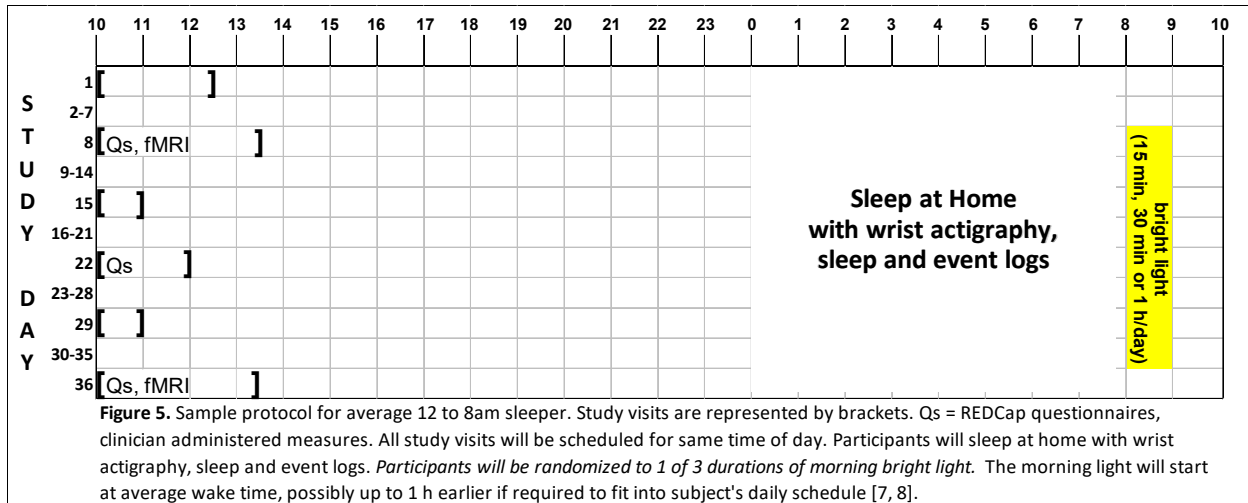 10 11 12 13 14 15 16 17 18 19 20 21 22 23 0 1 2 3 4 5 6 7 8 9 10
STUDY DAY
1 [ ]
2-7
8 [Qs, fMRI ]
9-14
15 [ ]
16-21
22 [Qs ]
23-28
29 [ ]
30-35
36 [Qs, fMRI ]
Sleep at Home
with wrist actigraphy,
sleep and event logs
bright light
(15 min, 30 min or 1 h/day)
Figure 5. Sample protocol for average 12 to 8am sleeper. Study visits are represented by brackets. Qs = REDCap questionnaires,
clinician administered measures. All study visits will be scheduled for same time of day. Participants will sleep at home with wrist
actigraphy, sleep and event logs. Participants will be randomized to 1 of 3 durations of morning bright light. The morning light will start
at average wake time, possibly up to 1 h earlier if required to fit into subject's daily schedule [7, 8].